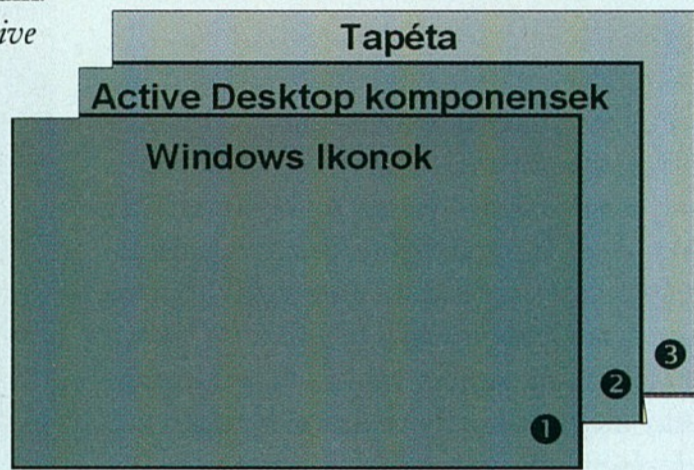 ive
Tapéta
Active Desktop komponensek
Windows Ikonok
❸
❷
❶